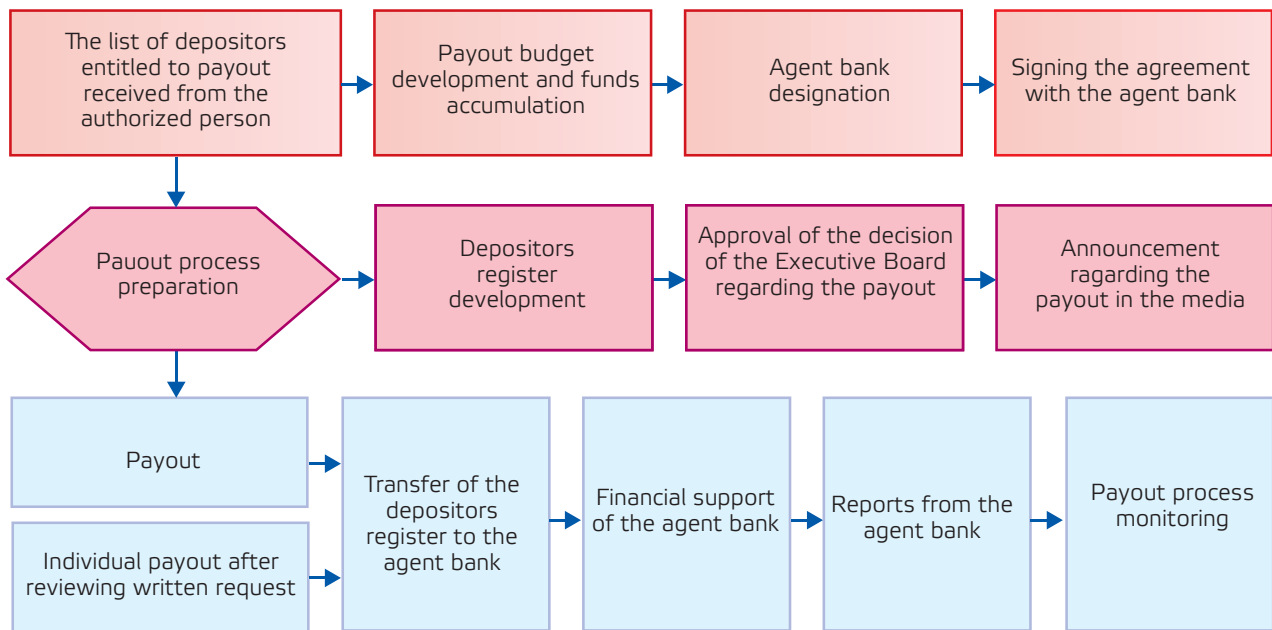 The list of depositors
entitled to payout
received from the
authorized person
Payout budget
development and funds
accumulation
Agent bank
designation
Signing the agreement
with the agent bank
Pauout process
preparation
Depositors
register
development
Approval of the decision
of the Executive Board
regarding the payout
Announcement
ragarding the
payout in the media
Payout
Individual payout after
reviewing written request
Transfer of the
depositors
register to the
agent bank
Financial support
of the agent bank
Reports from the
agent bank
Payout process
monitoring